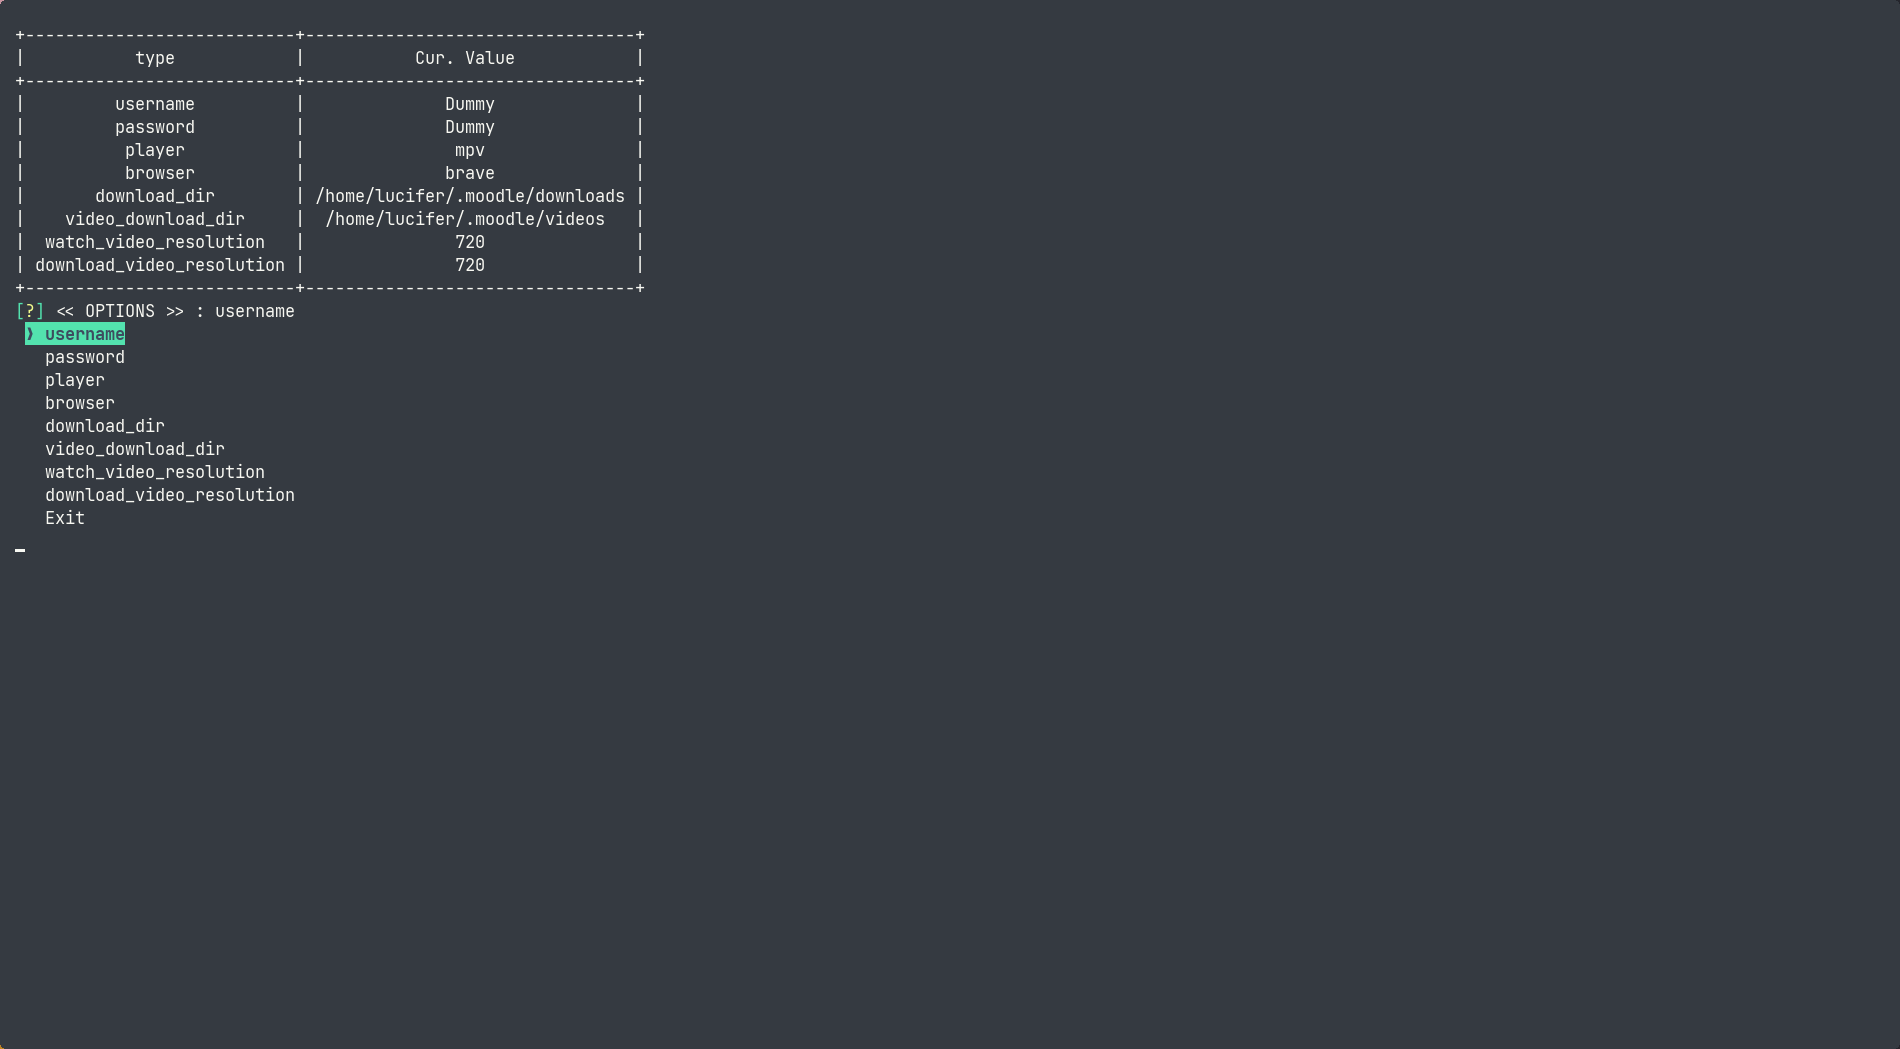 +---------------------------+---------------------------------+
|           type            |           Cur. Value            |
+---------------------------+---------------------------------+
|         username          |              Dummy              |
|         password          |              Dummy              |
|          player           |               mpv               |
|          browser          |              brave              |
|       download_dir        | /home/lucifer/.moodle/downloads |
|    video_download_dir     |  /home/lucifer/.moodle/videos   |
|  watch_video_resolution   |               720               |
| download_video_resolution |               720               |
+---------------------------+---------------------------------+
[?] << OPTIONS >> : username
 ❯ username
   password
   player
   browser
   download_dir
   video_download_dir
   watch_video_resolution
   download_video_resolution
   Exit